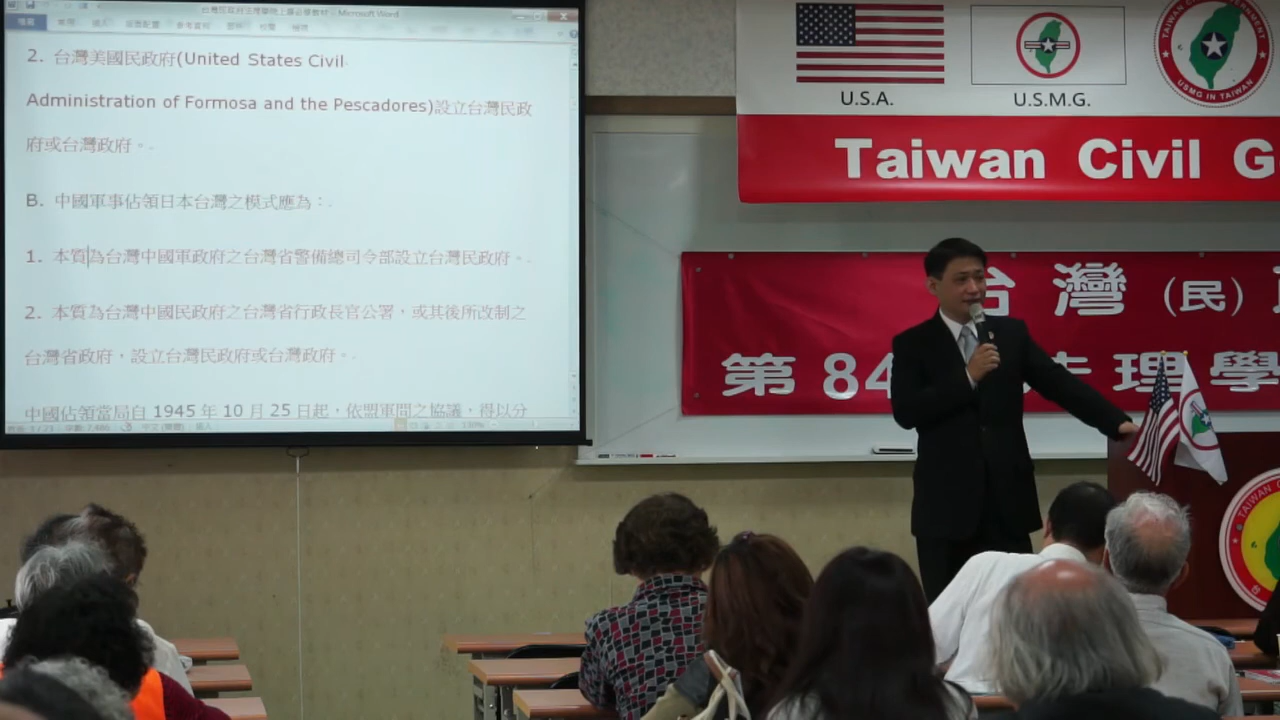 2. 台灣美國民政府(United States Civil
Administration of Formosa and the Pescadores)設立台灣民政
府或台灣政府。
B. 中國軍事佔領日本台灣之模式應為：
1. 本質為台灣中國軍政府之台灣省警備總司令部設立台灣民政府。
2. 本質為台灣中國民政府之台灣省行政長官公署，或其後所改制之
台灣省政府，設立台灣民政府或台灣政府。
中國佔領當局自 1945 年 10 月 25 日起，依盟軍間之協議，得以分
U.S.A.
U.S.M.G.
USMG IN TAIWAN
Taiwan Civil G
台灣(民)
第 84
理學